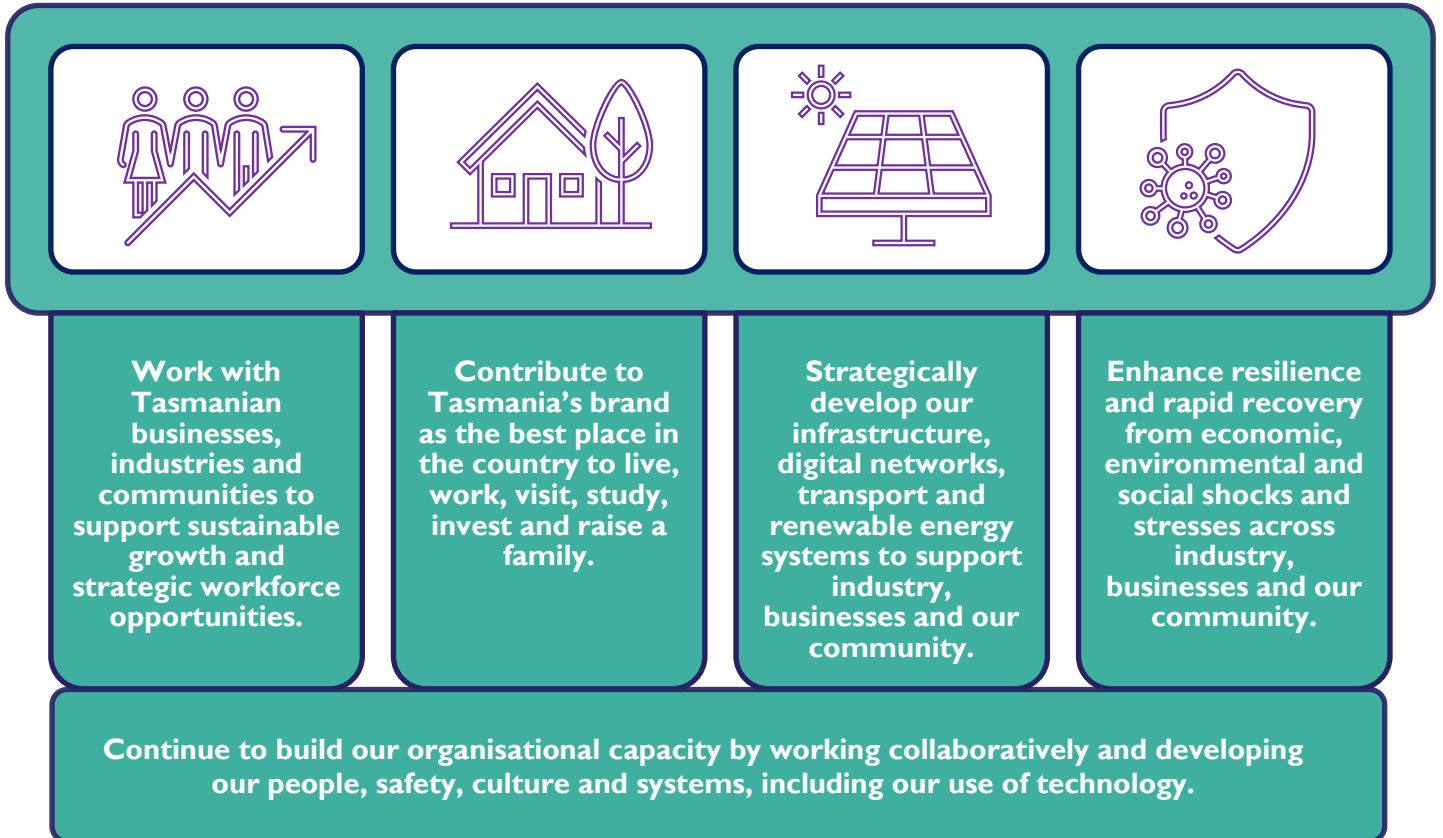 Work with
Tasmanian
businesses,
industries and
communities to
support sustainable
growth and
strategic workforce
opportunities.
Contribute to
Tasmania’s brand
as the best place in
the country to live,
work, visit, study,
invest and raise a
family.
Strategically
develop our
infrastructure,
digital networks,
transport and
renewable energy
systems to support
industry,
businesses and our
community.
Enhance resilience
and rapid recovery
from economic,
environmental and
social shocks and
stresses across
industry,
businesses and our
community.
Continue to build our organisational capacity by working collaboratively and developing
our people, safety, culture and systems, including our use of technology.